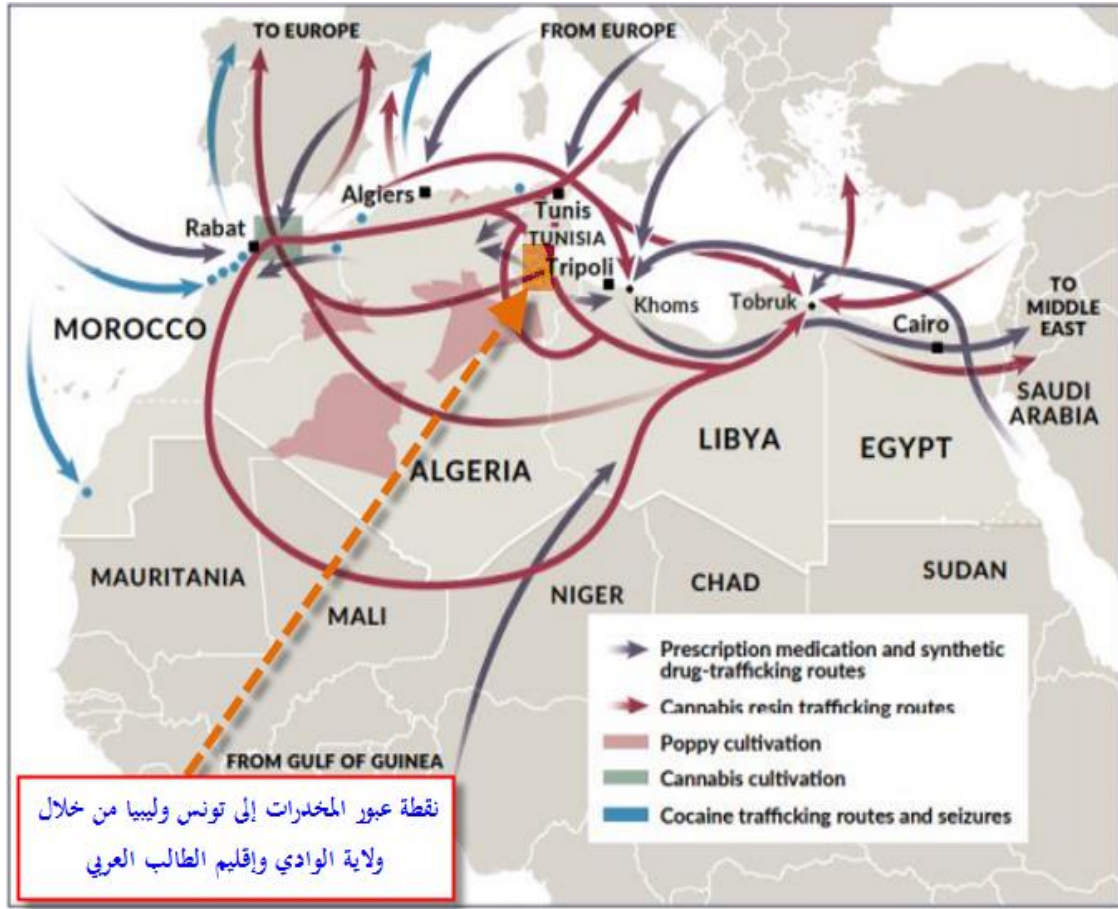 TO EUROPE
FROM EUROPE
Algiers
Rabat
Tunis
TUNISIA
Tripoli
Khoms
Tobruk
Cairo
TO
MIDDLE
EAST
MOROCCO
SAUDI
ARABIA
LIBYA
EGYPT
ALGERIA
MAURITANIA
MALI
NIGER
CHAD
SUDAN
FROM GULF OF GUINEA
Prescription medication and synthetic
drug-trafficking routes
Cannabis resin trafficking routes
Poppy cultivation
Cannabis cultivation
Cocaine trafficking routes and seizures
نقطة عبور المخدرات إلى تونس وليبيا من خلال
ولاية الوادي وإقليم الطالب العربي